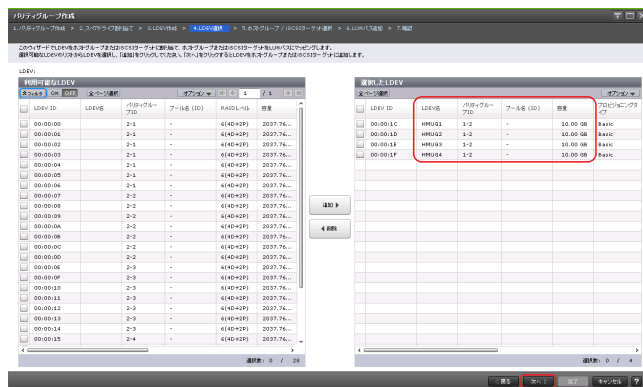 パリティグループ作成
1.パリティグループ作成 > 2.スペアドライブ割り当て > 3.LDEV作成 > 4.LDEV選択 > 5.ホストグループ / iSCSIターゲット選択 > 6.LUNパス追加 > 7.確認
このウィザードでLDEVをホストグループまたはiSCSIターゲットに割り当て、ホストグループまたはiSCSIターゲットをLUNパスにマッピングします。
選択可能なLDEVのリストからLDEVを選択し、「追加」をクリックしてください。「次へ」をクリックするとLDEVをホストグループまたはiSCSIターゲットに追加します。
LDEV:
利用可能なLDEV
フィルタ ON OFF 全ページ選択 オプション 1 / 1
LDEV ID LDEV名 パリティグループID プール名 (ID) RAIDレベル 容量
00:00:00 2-1 - 6(4D+2P) 2037.76...
00:00:01 2-1 - 6(4D+2P) 2037.76...
00:00:02 2-1 - 6(4D+2P) 2037.76...
00:00:03 2-1 - 6(4D+2P) 2037.76...
00:00:04 2-1 - 6(4D+2P) 2037.76...
00:00:05 2-1 - 6(4D+2P) 2037.76...
00:00:06 2-1 - 6(4D+2P) 2037.76...
00:00:07 2-2 - 6(4D+2P) 2037.76...
00:00:08 2-2 - 6(4D+2P) 2037.76...
00:00:09 2-2 - 6(4D+2P) 2037.76...
00:00:0A 2-2 - 6(4D+2P) 2037.76...
00:00:0B 2-2 - 6(4D+2P) 2037.76...
00:00:0C 2-2 - 6(4D+2P) 2037.76...
00:00:0D 2-2 - 6(4D+2P) 2037.76...
00:00:0E 2-3 - 6(4D+2P) 2037.76...
00:00:0F 2-3 - 6(4D+2P) 2037.76...
00:00:10 2-3 - 6(4D+2P) 2037.76...
00:00:11 2-3 - 6(4D+2P) 2037.76...
00:00:12 2-3 - 6(4D+2P) 2037.76...
00:00:13 2-3 - 6(4D+2P) 2037.76...
00:00:14 2-3 - 6(4D+2P) 2037.76...
00:00:15 2-4 - 6(4D+2P) 2037.76...
選択数: 0 / 28
追加
削除
選択したLDEV
全ページ選択 オプション
LDEV ID LDEV名 パリティグループID プール名 (ID) 容量 プロビジョニングタイプ
00:00:1C HMUG1 1-2 - 10.00 GB Basic
00:00:1D HMUG2 1-2 - 10.00 GB Basic
00:00:1E HMUG3 1-2 - 10.00 GB Basic
00:00:1F HMUG4 1-2 - 10.00 GB Basic
選択数: 0 / 4
戻る 次へ 完了 キャンセル ?